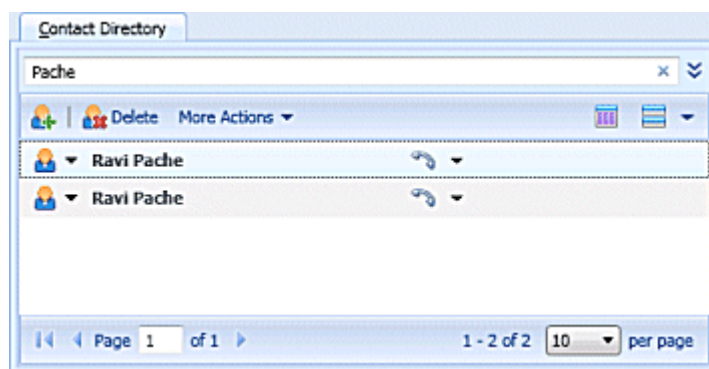 Contact Directory
Pache
Delete More Actions
Ravi Pache
Ravi Pache
Page 1 of 1 1 - 2 of 2 10 per page